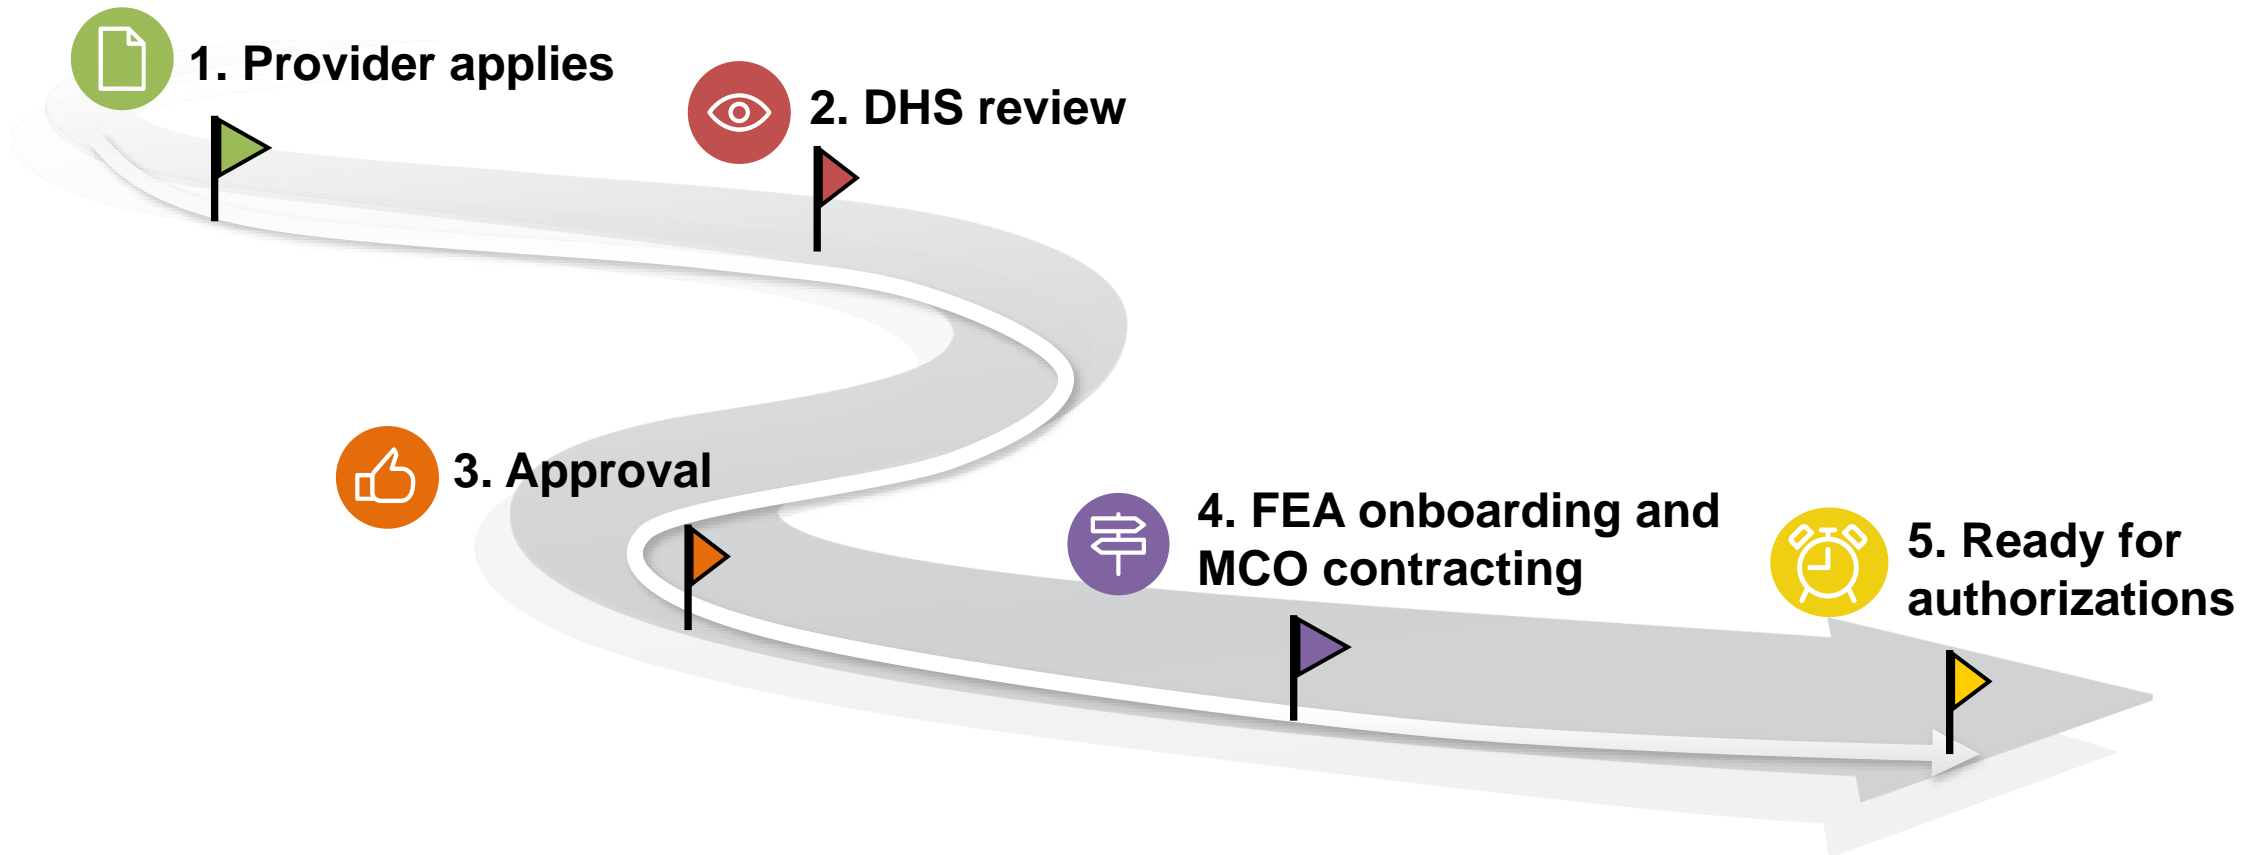 1. Provider applies
2. DHS review
3. Approval
4. FEA onboarding and
MCO contracting
5. Ready for
authorizations